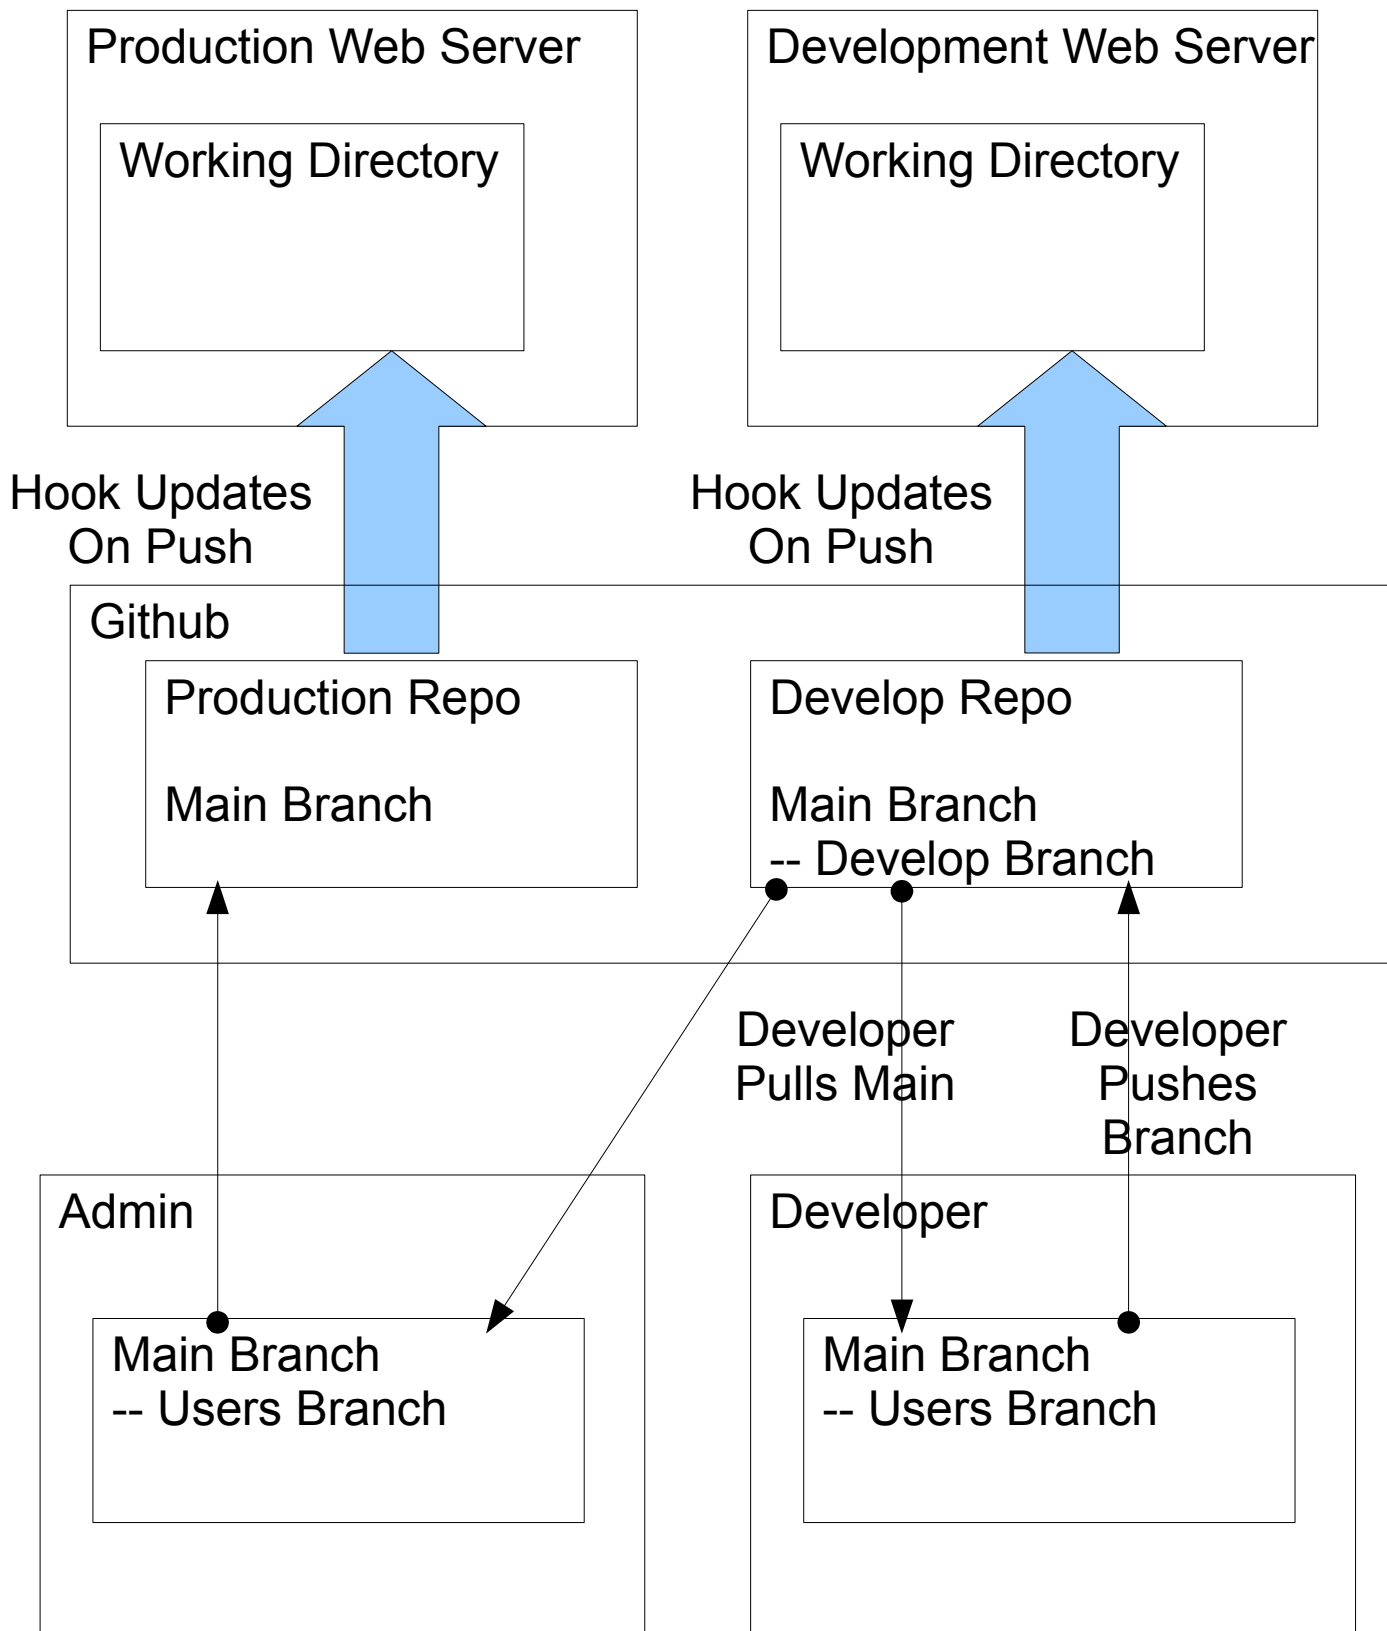 Production Web Server
Working Directory
Development Web Server
Working Directory
Hook Updates
On Push
Hook Updates
On Push
Github
Production Repo
Main Branch
Develop Repo
Main Branch
-- Develop Branch
Developer
Pulls Main
Developer
Pushes
Branch
Admin
Main Branch
-- Users Branch
Developer
Main Branch
-- Users Branch